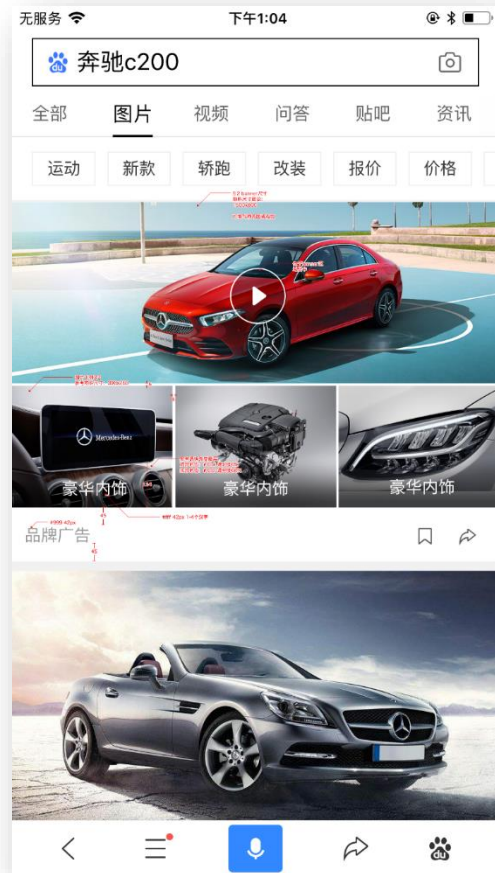 无服务 下午1:04
奔驰c200
全部 图片 视频 问答 贴吧 资讯
运动 新款 轿跑 改装 报价 价格
Mercedes-Benz
豪华内饰 豪华内饰 豪华内饰
品牌广告
du